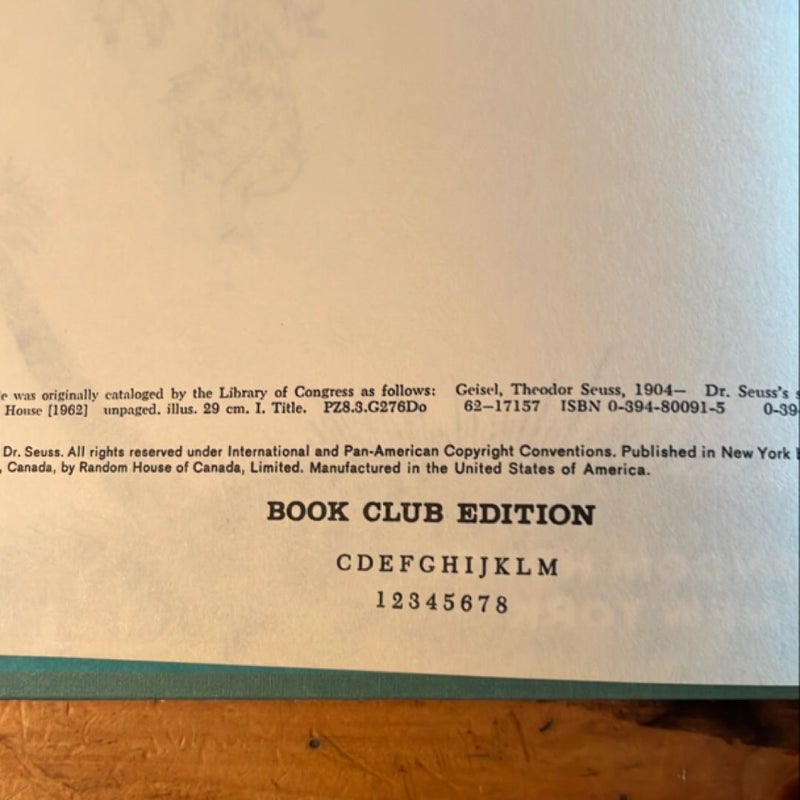 was originally cataloged by the Library of Congress as follows: Geisel, Theodor Seuss, 1904— Dr. Seuss's
House [1962] unpaged. illus. 29 cm. I. Title. PZ8.3.G276Do 62–17157 ISBN 0-394-80091-5 0-39
Dr. Seuss. All rights reserved under International and Pan-American Copyright Conventions. Published in New York
, Canada, by Random House of Canada, Limited. Manufactured in the United States of America.
BOOK CLUB EDITION
CDEFGHIJKLM
12345678